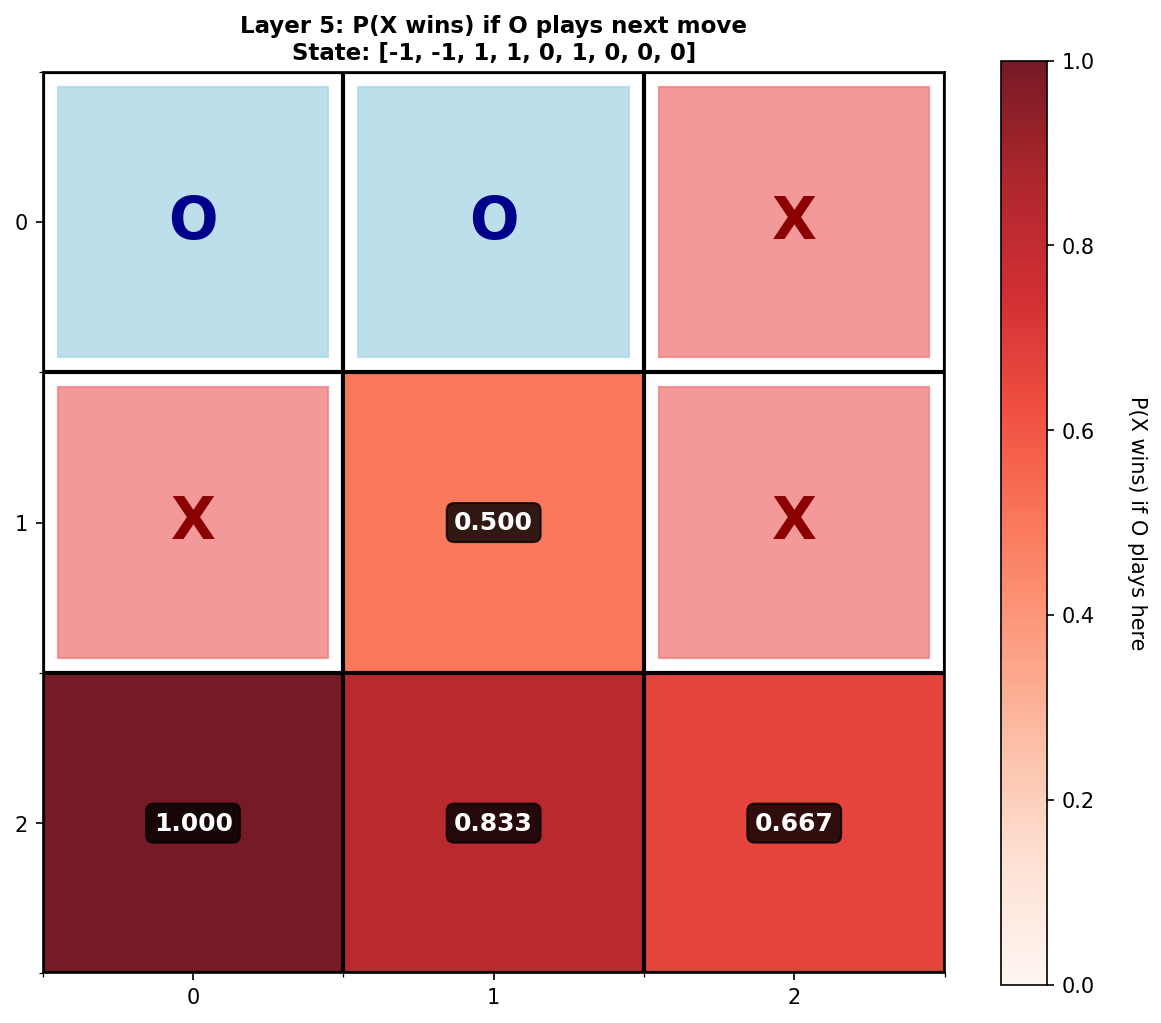 Layer 5: P(X wins) if O plays next move
State: [-1, -1, 1, 1, 0, 1, 0, 0, 0]
0
O
O
X
1
X
0.500
X
2
1.000
0.833
0.667
0
1
2
1.0
0.8
0.6
0.4
0.2
0.0
P(X wins) if O plays here